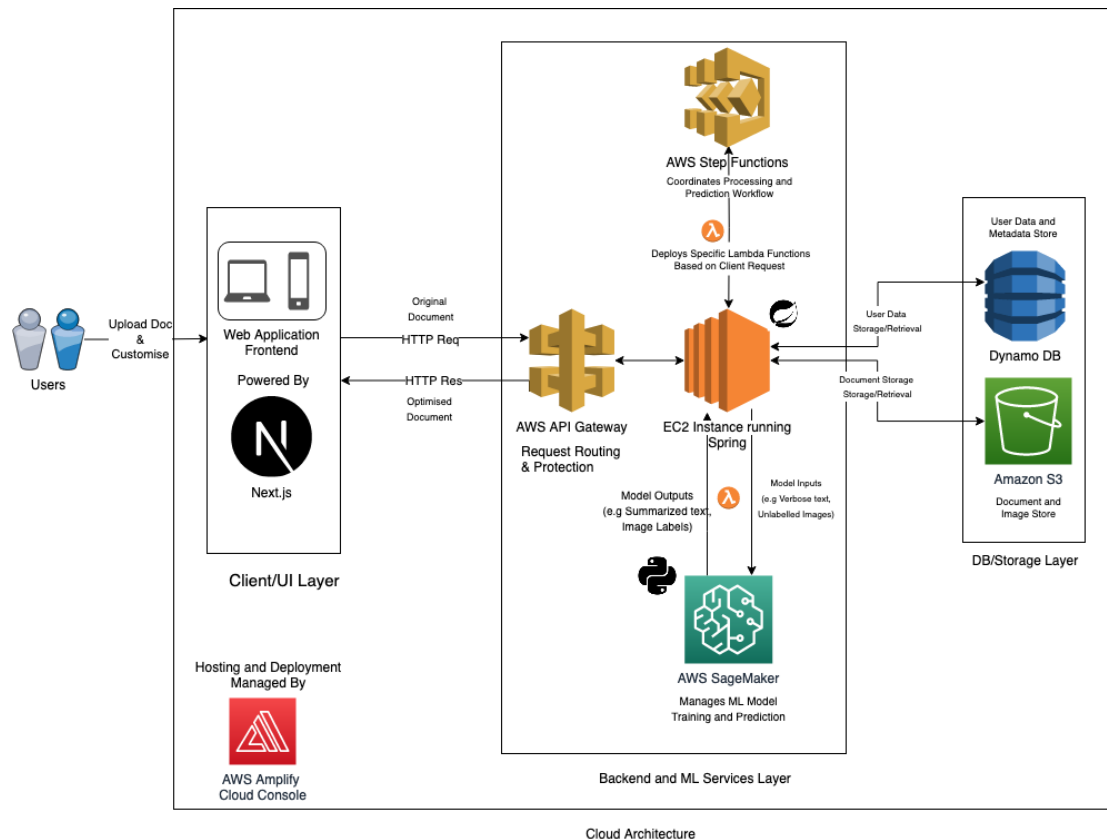 AWS Step Functions
Coordinates Processing and
Prediction Workflow
λ
Deploys Specific Lambda Functions
Based on Client Request
Users
Upload Doc
&
Customise
Web Application
Frontend
Powered By
N
Next.js
Client/UI Layer
Original
Document
HTTP Req
HTTP Res
Optimised
Document
AWS API Gateway
Request Routing
& Protection
EC2 Instance running
Spring
Model Outputs
(e.g Summarized text,
Image Labels)
λ
Model Inputs
(e.g Verbose text,
Unlabelled Images)
AWS SageMaker
Manages ML Model
Training and Prediction
Backend and ML Services Layer
User Data
Storage/Retrieval
Document Storage
Storage/Retrieval
User Data and
Metadata Store
Dynamo DB
Amazon S3
Document and
Image Store
DB/Storage Layer
Hosting and Deployment
Managed By
AWS Amplify
Cloud Console
Cloud Architecture